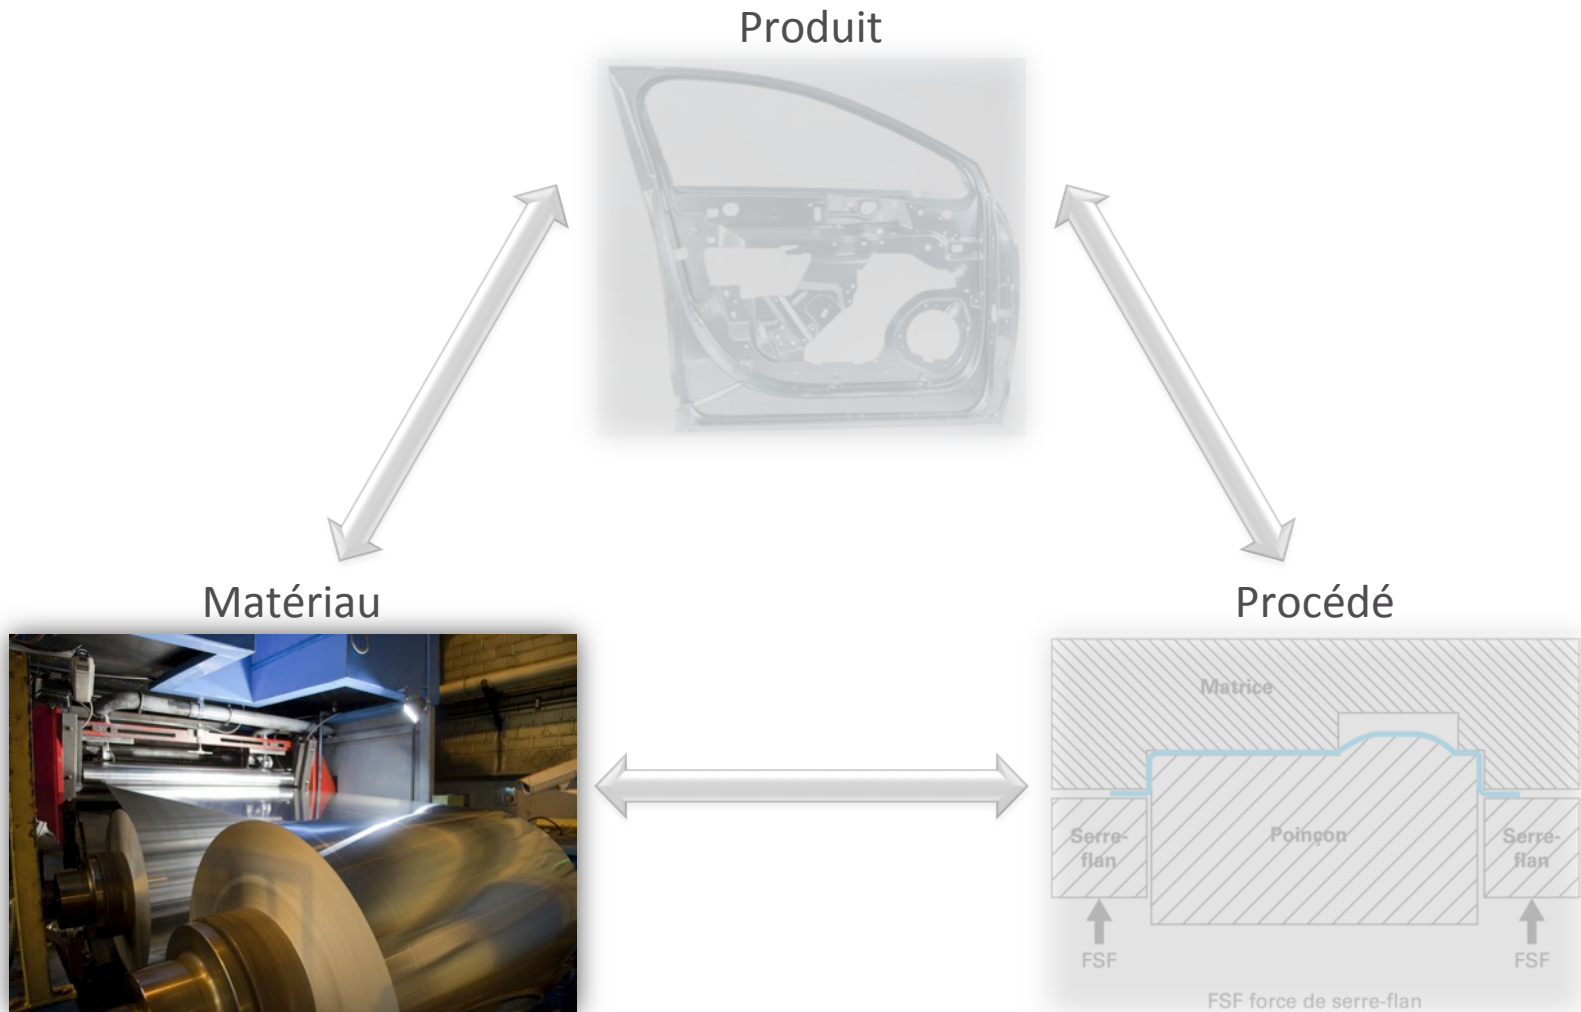 Produit
Matériau
Procédé
Matrice
Serre-
flan
Poinçon
Serre-
flan
FSF
FSF
FSF force de serre-flan